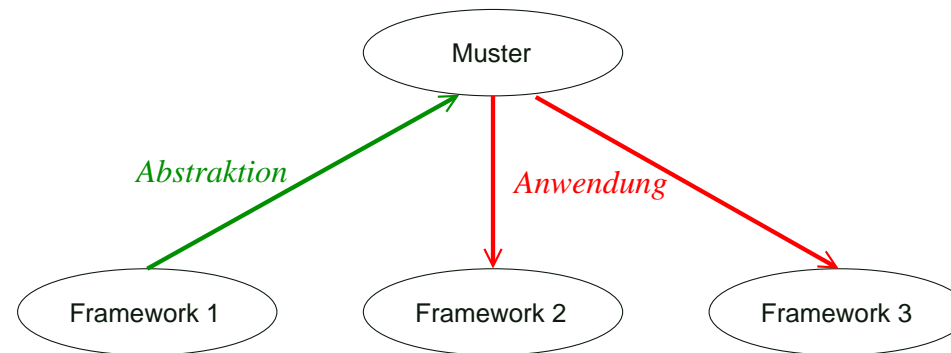 Muster
Abstraktion
Anwendung
Framework 1
Framework 2
Framework 3